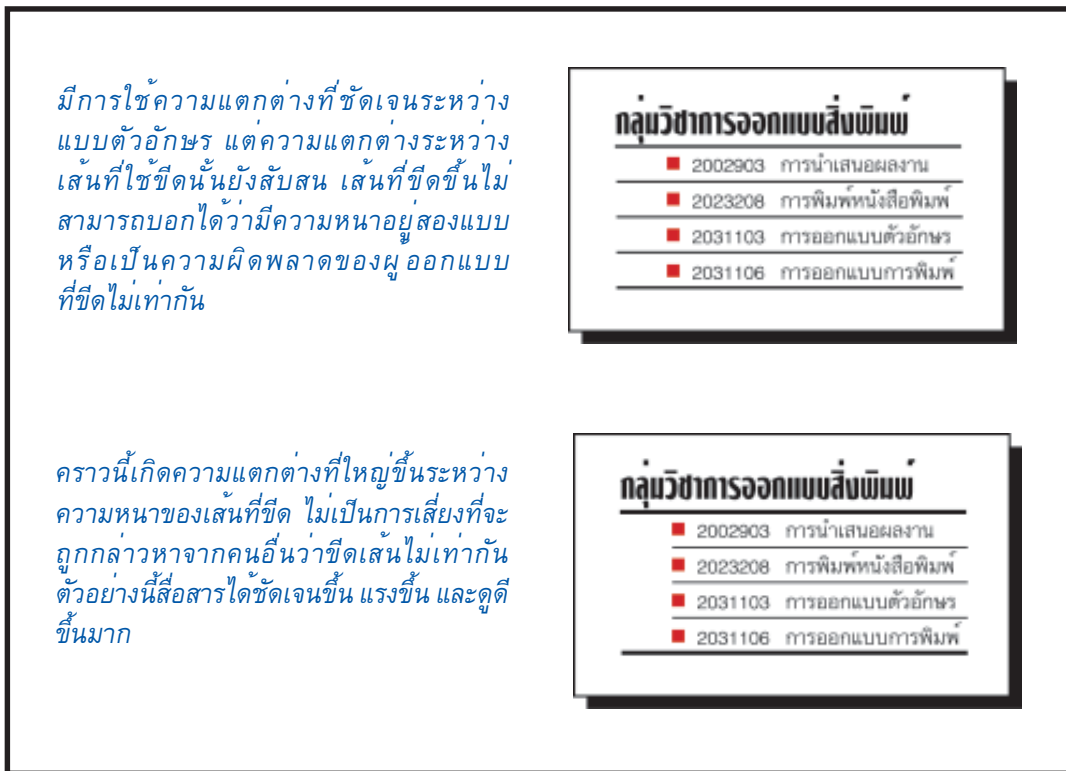 มีการใช้ความแตกต่างที่ชัดเจนระหว่าง
แบบตัวอักษร แต่ความแตกต่างระหว่าง
เส้นที่ใช้ขีดนั้นยังสับสน เส้นที่ขีดขึ้นไม่
สามารถบอกได้ว่ามีความหนาอยู่สองแบบ
หรือเป็นความผิดพลาดของผู ออกแบบ
ที่ขีดไม่เท่ากัน
กลุ่มวิชาการออกแบบสิ่งพิมพ์
2002903 การนำเสนอผลงาน
2023208 การพิมพ์หนังสือพิมพ์
2031103 การออกแบบตัวอักษร
2031106 การออกแบบการพิมพ์
คราวนี้เกิดความแตกต่างที่ใหญ่ขึ้นระหว่าง
ความหนาของเส้นที่ขีด ไม่เป็นการเสี่ยงที่จะ
ถูกกล่าวหาจากคนอื่นว่าขีดเส้นไม่เท่ากัน
ตัวอย่างนี้สื่อสารได้ชัดเจนขึ้น แรงขึ้น และดูดี
ขึ้นมาก
กลุ่มวิชาการออกแบบสิ่งพิมพ์
2002903 การนำเสนอผลงาน
2023208 การพิมพ์หนังสือพิมพ์
2031103 การออกแบบตัวอักษร
2031106 การออกแบบการพิมพ์